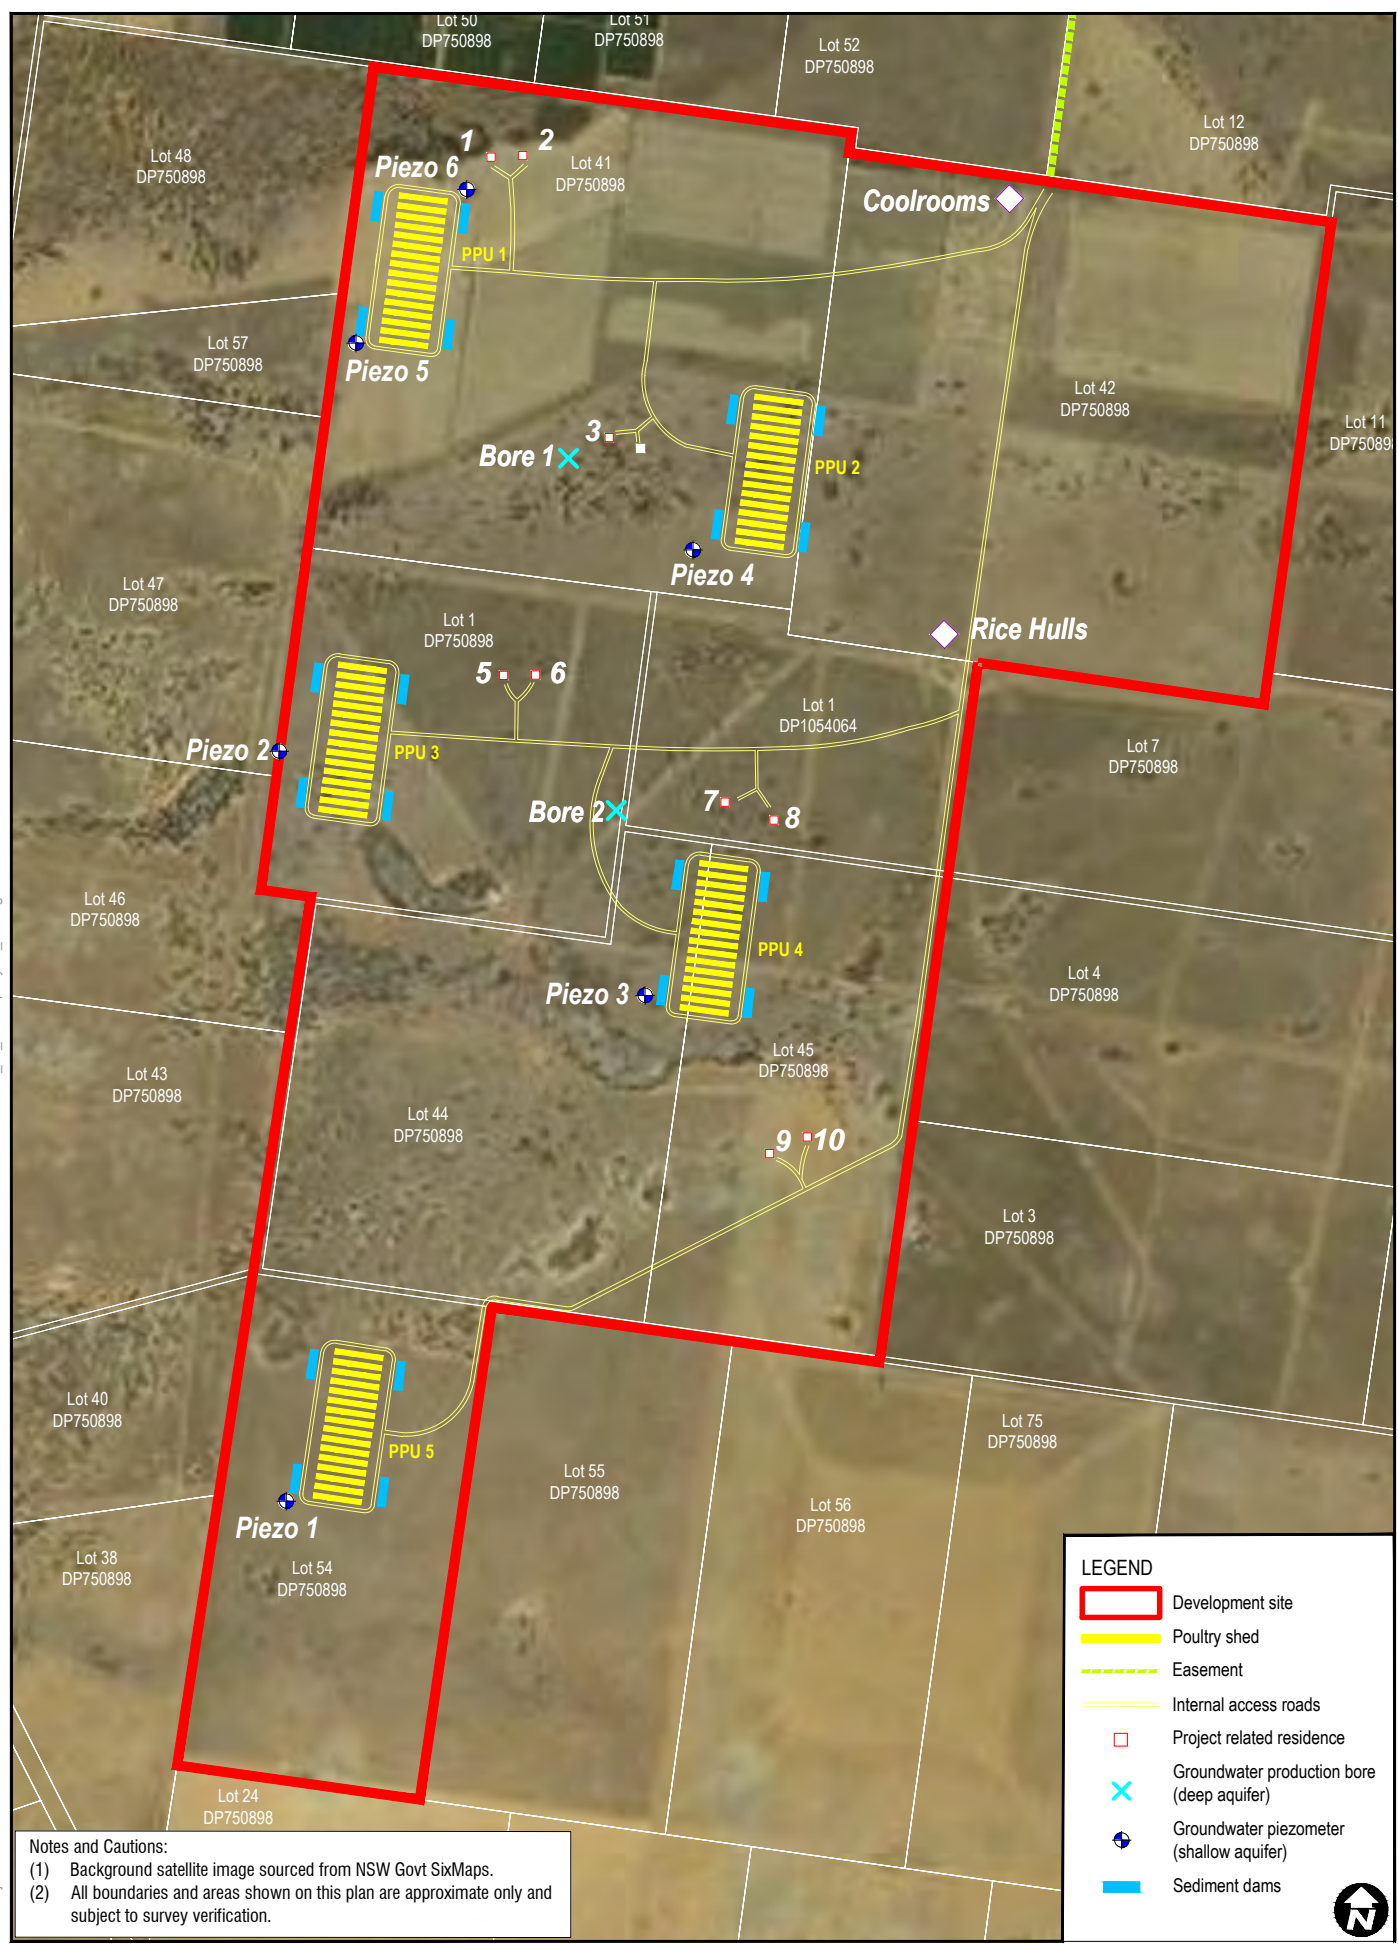 Lot 50
DP750898
Lot 51
DP750898
Lot 52
DP750898
Lot 12
DP750898
Lot 48
DP750898
1
2
Piezo 6
Lot 41
DP750898
Coolrooms
PPU 1
Lot 57
DP750898
Piezo 5
Lot 42
DP750898
Lot 11
DP75089
3
Bore 1
PPU 2
Piezo 4
Lot 47
DP750898
Lot 1
DP750898
Rice Hulls
5
6
Lot 1
DP1054064
Piezo 2
PPU 3
Lot 7
DP750898
7
8
Bore 2
Lot 46
DP750898
PPU 4
Lot 4
DP750898
Piezo 3
Lot 45
DP750898
Lot 43
DP750898
Lot 44
DP750898
9
10
Lot 3
DP750898
Lot 40
DP750898
PPU 5
Lot 75
DP750898
Lot 55
DP750898
Lot 56
DP750898
Piezo 1
Lot 38
DP750898
Lot 54
DP750898
Lot 24
DP750898
LEGEND
Development site
Poultry shed
Easement
Internal access roads
Project related residence
Groundwater production bore
(deep aquifer)
Groundwater piezometer
(shallow aquifer)
Sediment dams
N
Notes and Cautions:
(1) Background satellite image sourced from NSW Govt SixMaps.
(2) All boundaries and areas shown on this plan are approximate only and
subject to survey verification.